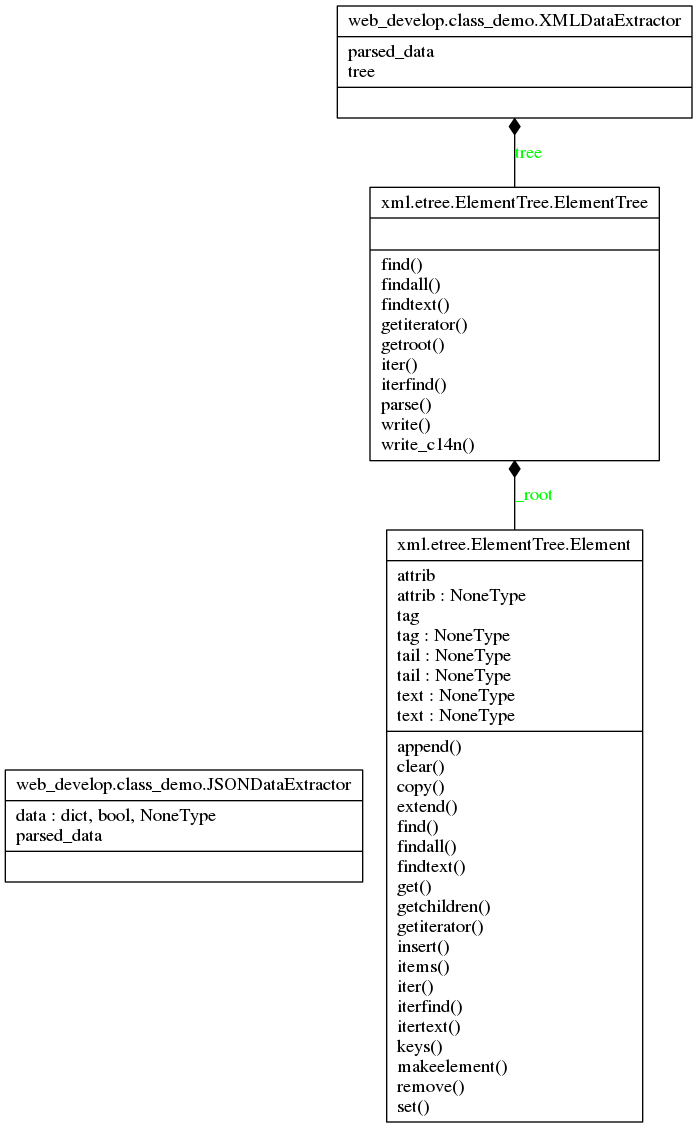 web_develop.class_demo.XMLDataExtractor
parsed_data
tree
tree
xml.etree.ElementTree.ElementTree
find()
findall()
findtext()
getiterator()
getroot()
iter()
iterfind()
parse()
write()
write_c14n()
_root
xml.etree.ElementTree.Element
attrib
attrib : NoneType
tag
tag : NoneType
tail : NoneType
tail : NoneType
text : NoneType
text : NoneType
append()
clear()
copy()
extend()
find()
findall()
findtext()
get()
getchildren()
getiterator()
insert()
items()
iter()
iterfind()
itertext()
keys()
makeelement()
remove()
set()
web_develop.class_demo.JSONDataExtractor
data : dict, bool, NoneType
parsed_data